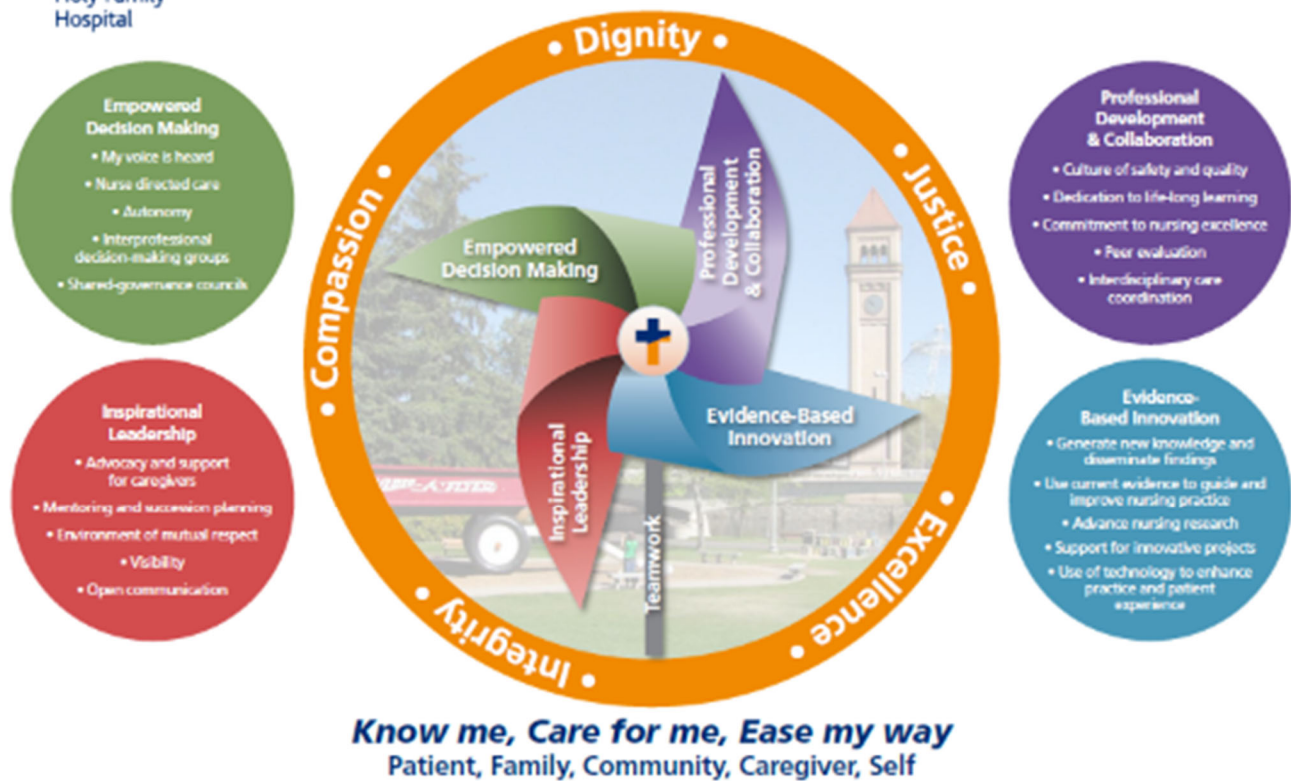 Holy Family
Hospital
Empowered
Decision Making
• My voice is heard
• Nurse directed care
• Autonomy
• Interprofessional
decision-making groups
• Shared-governance councils
Inspirational
Leadership
• Advocacy and support
for caregivers
• Mentoring and succession planning
• Environment of mutual respect
• Visibility
• Open communication
• Dignity •
• Justice •
• Excellence •
• Integrity •
• Compassion •
Empowered
Decision Making
Professional
Development
& Collaboration
Evidence-Based
Innovation
Inspirational
Leadership
Teamwork
Professional
Development
& Collaboration
• Culture of safety and quality
• Dedication to life-long learning
• Commitment to nursing excellence
• Peer evaluation
• Interdisciplinary care
coordination
Evidence-
Based Innovation
• Generate new knowledge and
disseminate findings
• Use current evidence to guide and
improve nursing practice
• Advance nursing research
• Support for innovative projects
• Use of technology to enhance
practice and patient
experience
Know me, Care for me, Ease my way
Patient, Family, Community, Caregiver, Self